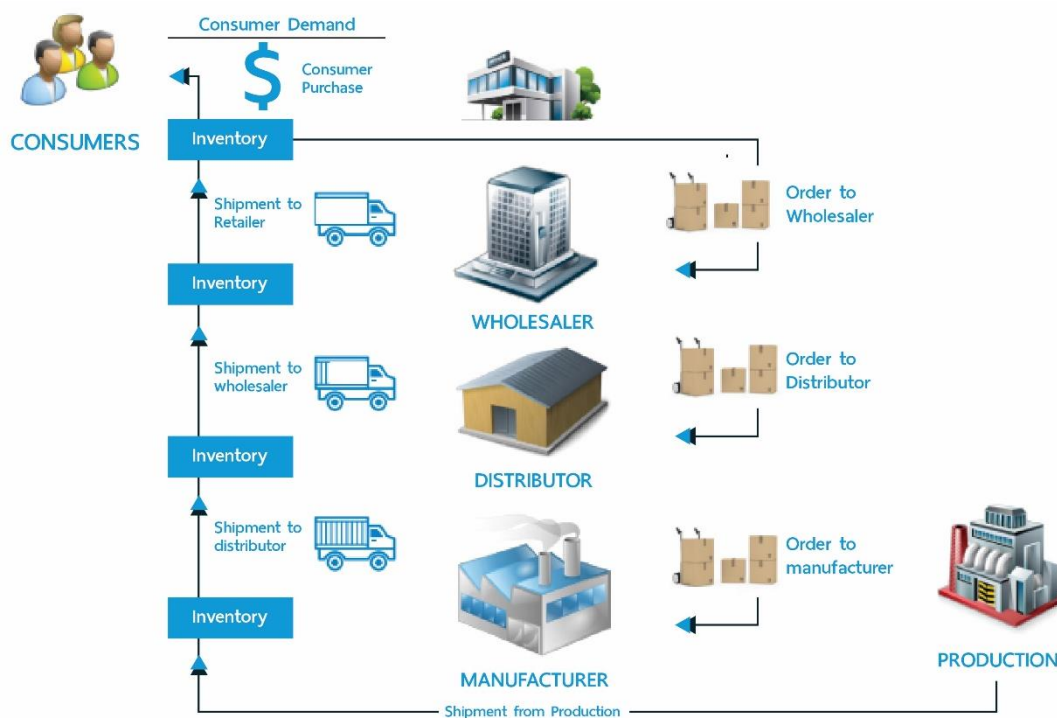 Consumer Demand
Consumer
Purchase
CONSUMERS
Inventory
Shipment to
Retailer
Order to
Wholesaler
Inventory
WHOLESALER
Shipment to
wholesaler
Order to
Distributor
Inventory
DISTRIBUTOR
Shipment to
distributor
Order to
manufacturer
Inventory
MANUFACTURER
PRODUCTION
Shipment from Production